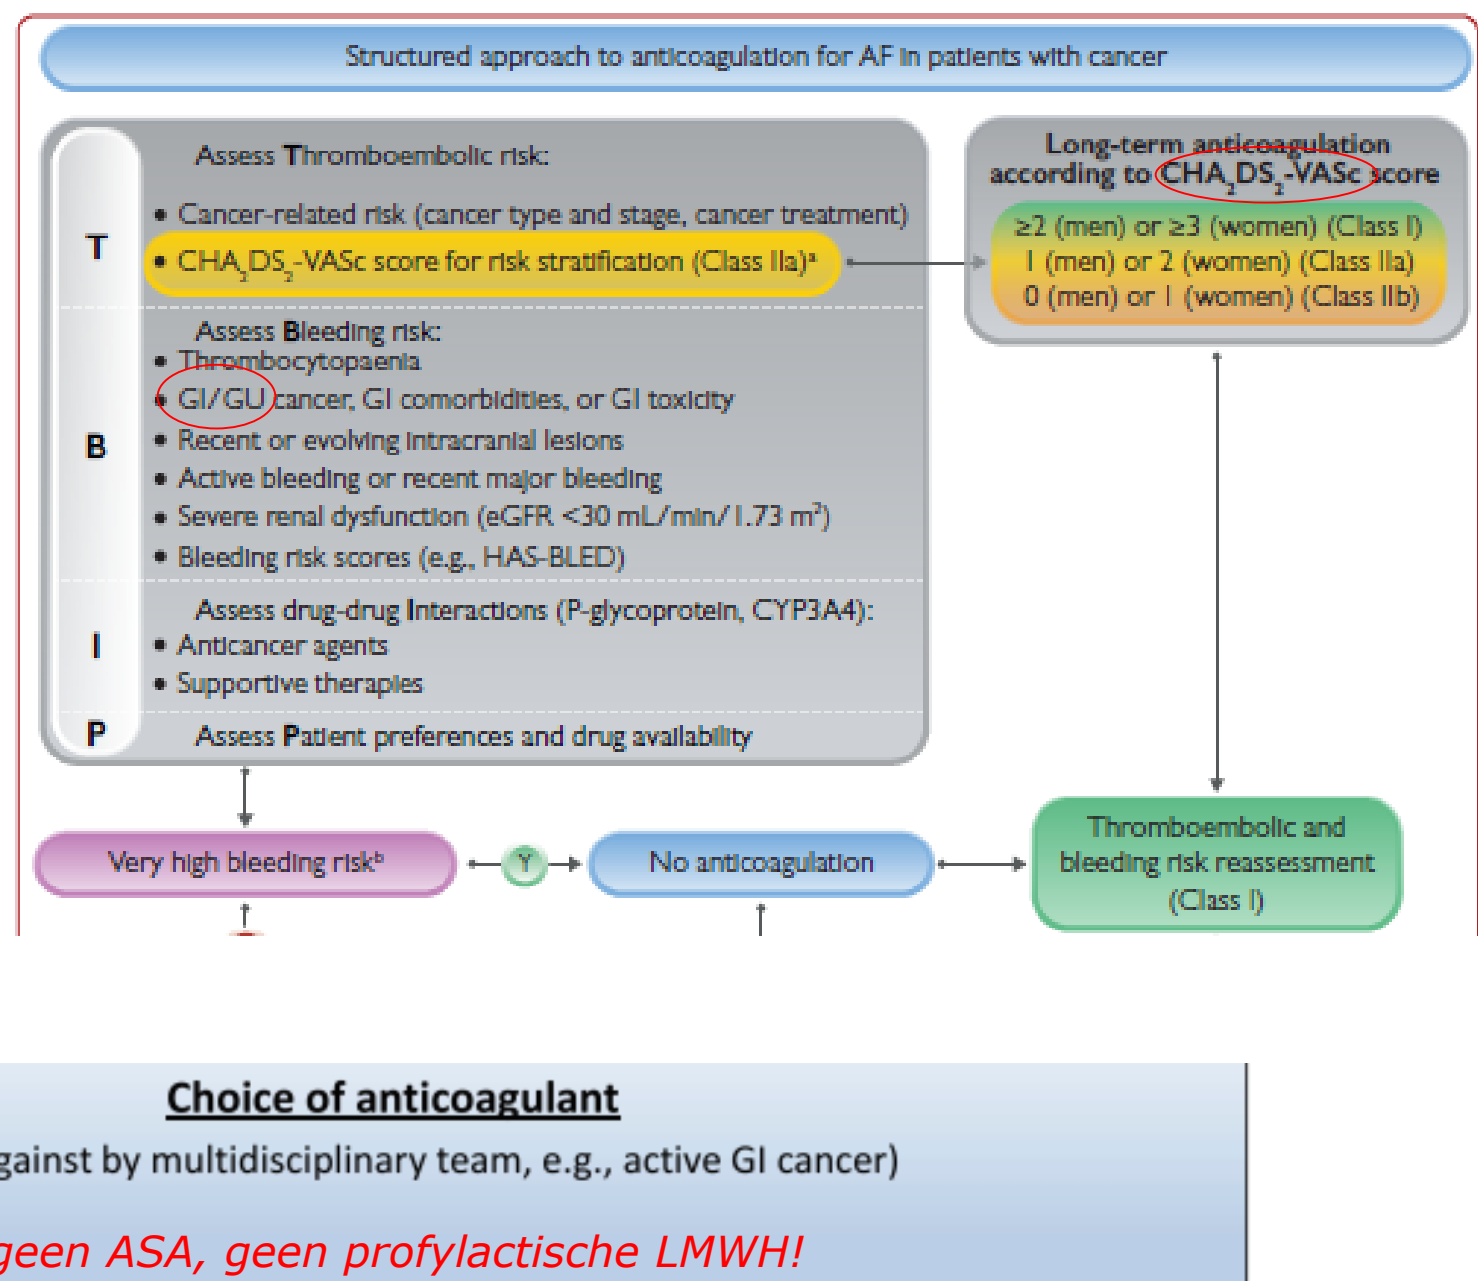 Structured approach to anticoagulation for AF in patients with cancer
T
Assess Thromboembolic risk:
• Cancer-related risk (cancer type and stage, cancer treatment)
• CHA₂DS₂-VASc score for risk stratification (Class IIa)ᵃ
B
Assess Bleeding risk:
• Thrombocytopaenia
• GI/GU cancer, GI comorbidities, or GI toxicity
• Recent or evolving intracranial lesions
• Active bleeding or recent major bleeding
• Severe renal dysfunction (eGFR <30 mL/min/1.73 m²)
• Bleeding risk scores (e.g., HAS-BLED)
I
Assess drug-drug Interactions (P-glycoprotein, CYP3A4):
• Anticancer agents
• Supportive therapies
P
Assess Patient preferences and drug availability
Long-term anticoagulation
according to CHA₂DS₂-VASc score
≥2 (men) or ≥3 (women) (Class I)
1 (men) or 2 (women) (Class IIa)
0 (men) or 1 (women) (Class IIb)
Very high bleeding riskᵇ
Y
No anticoagulation
Thromboembolic and
bleeding risk reassessment
(Class I)
Choice of anticoagulant
gainst by multidisciplinary team, e.g., active GI cancer)
geen ASA, geen profylactische LMWH!